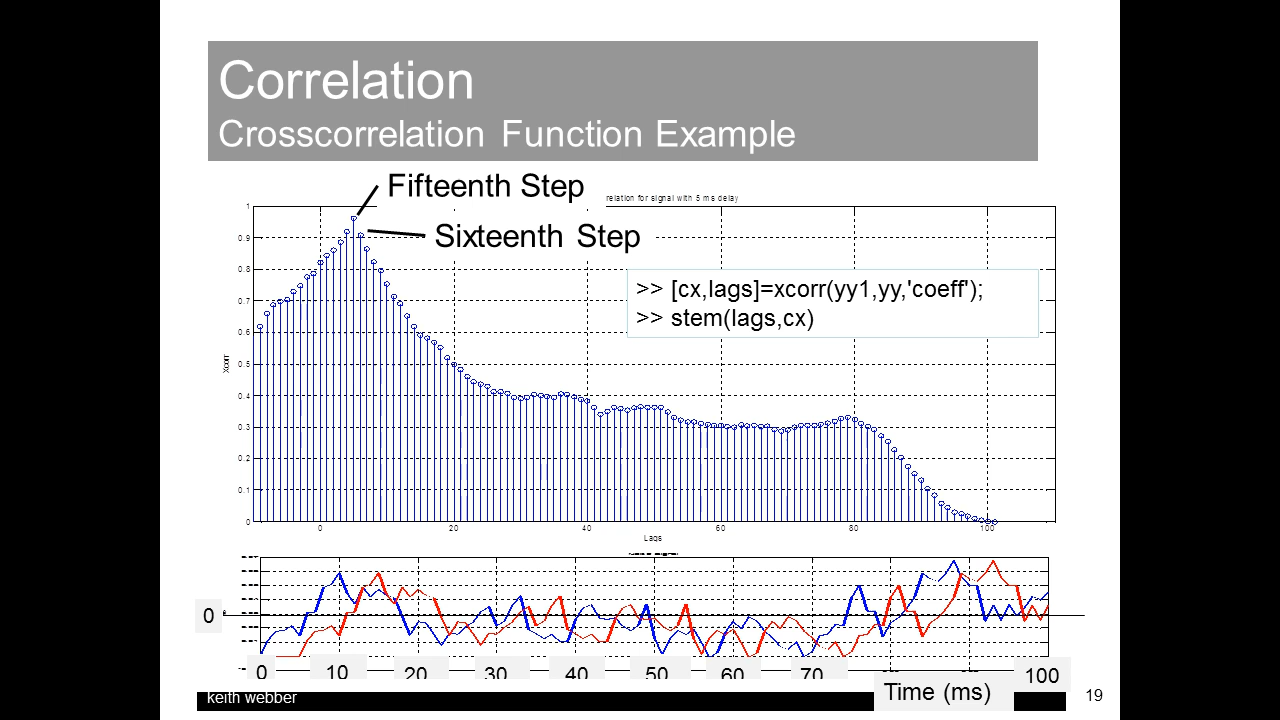 Correlation
Crosscorrelation Function Example
Fifteenth Step
relation for signal with 5 ms delay
Sixteenth Step
>> [cx,lags]=xcorr(yy1,yy,'coeff');
>> stem(lags,cx)
1
0.9
0.8
0.7
0.6
0.5
0.4
0.3
0.2
0.1
0
Xcorr
0 20 40 60 80 100
Lags
0
0 10 20 30 40 50 60 70 100
Time (ms)
keith webber
19